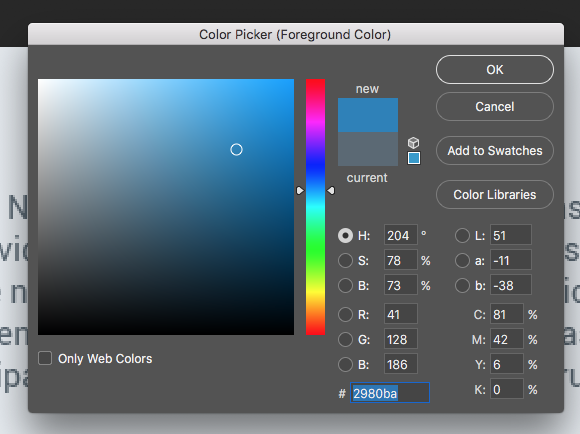 Color Picker (Foreground Color)
new
current
OK
Cancel
Add to Swatches
Color Libraries
H: 204 °
S: 78 %
B: 73 %
R: 41
G: 128
B: 186
L: 51
a: -11
b: -38
C: 81 %
M: 42 %
Y: 6 %
K: 0 %
# 2980ba
Only Web Colors